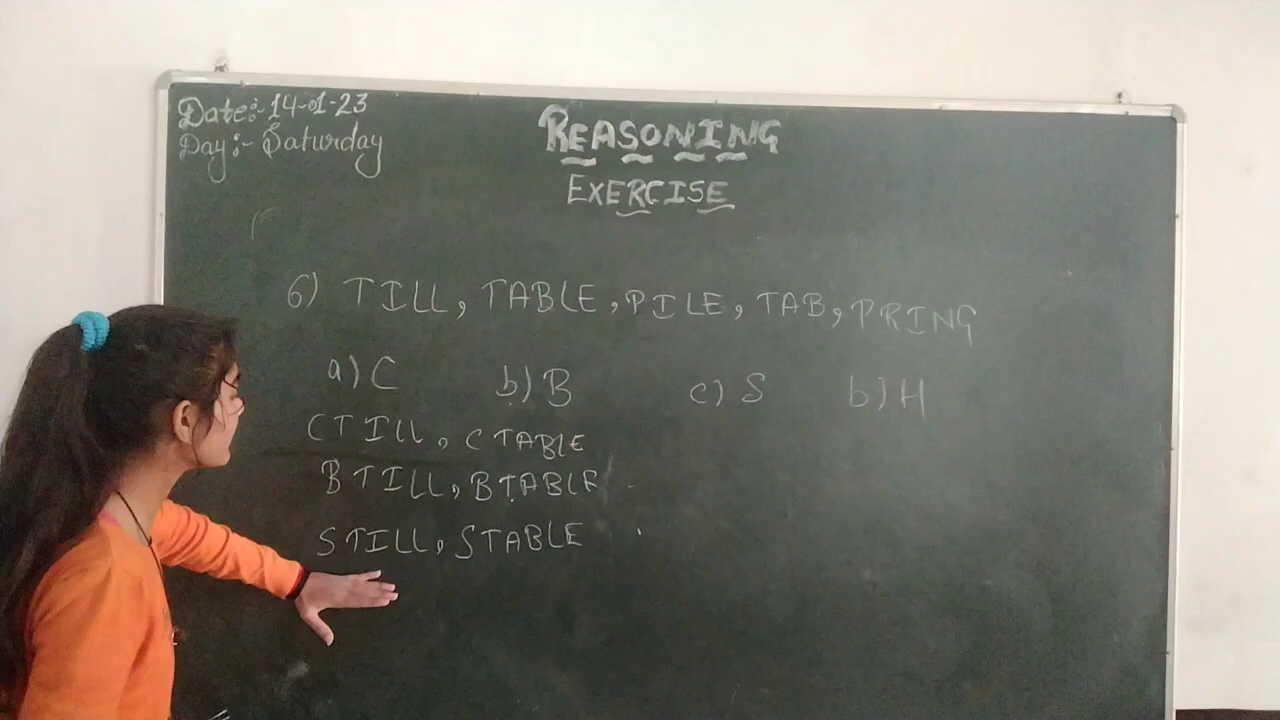 Date:- 14-01-23
Day:- Saturday
REASONING
EXERCISE
6) TILL, TABLE, PILE, TAB, PRING
a) C b) B c) S b) H
CTILL, CTABLE
BTILL, BTABLE
STILL, STABLE